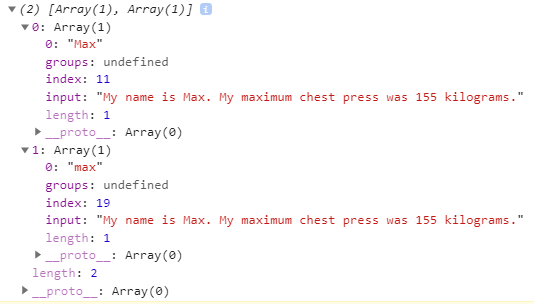 (2) [Array(1), Array(1)] i
0: Array(1)
0: "Max"
groups: undefined
index: 11
input: "My name is Max. My maximum chest press was 155 kilograms."
length: 1
__proto__: Array(0)
1: Array(1)
0: "max"
groups: undefined
index: 19
input: "My name is Max. My maximum chest press was 155 kilograms."
length: 1
__proto__: Array(0)
length: 2
__proto__: Array(0)